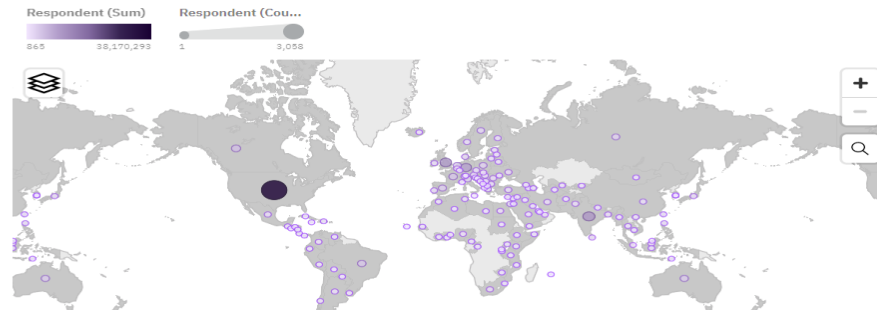 Respondent (Sum)
865
38,170,293
Respondent (Cou...
1
3,058